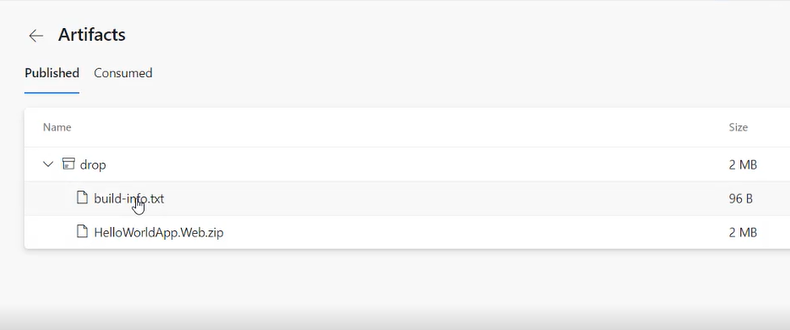 Artifacts
Published Consumed
Name Size
drop 2 MB
build-info.txt 96 B
HelloWorldApp.Web.zip 2 MB